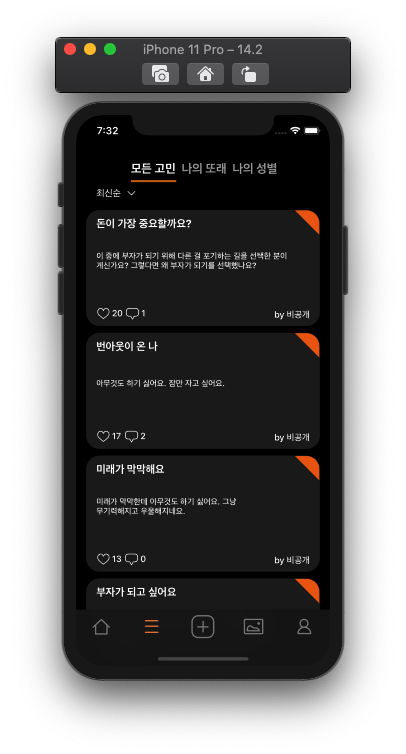 iPhone 11 Pro – 14.2
7:32
모든 고민 나의 또래 나의 성별
최신순
돈이 가장 중요할까요?
이 중에 부자가 되기 위해 다른 걸 포기하는 길을 선택한 분이
계신가요? 그렇다면 왜 부자가 되기를 선택했나요?
20 1 by 비공개
번아웃이 온 나
아무것도 하기 싫어요. 잠만 자고 싶어요.
17 2 by 비공개
미래가 막막해요
미래가 막막한데 아무것도 하기 싫어요. 그냥
무기력해지고 우울해지네요.
13 0 by 비공개
부자가 되고 싶어요